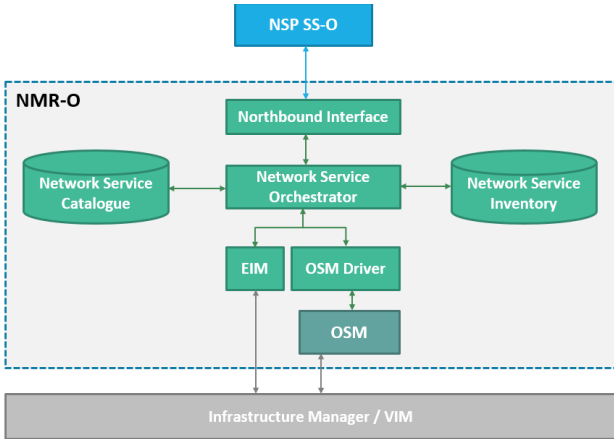 NSP SS-O
NMR-O
Northbound Interface
Network Service
Catalogue
Network Service
Orchestrator
Network Service
Inventory
EIM
OSM Driver
OSM
Infrastructure Manager / VIM